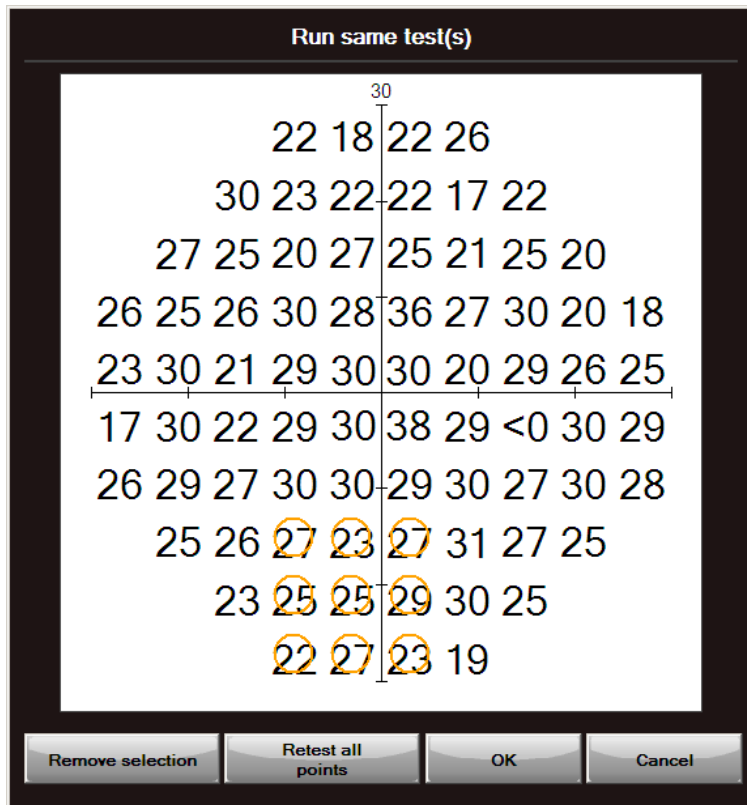 Run same test(s)
30
22 18 22 26
30 23 22 22 17 22
27 25 20 27 25 21 25 20
26 25 26 30 28 36 27 30 20 18
23 30 21 29 30 30 20 29 26 25
17 30 22 29 30 38 29 <0 30 29
26 29 27 30 30 29 30 27 30 28
25 26 27 23 27 31 27 25
23 25 25 29 30 25
22 27 23 19
Remove selection
Retest all
points
OK
Cancel